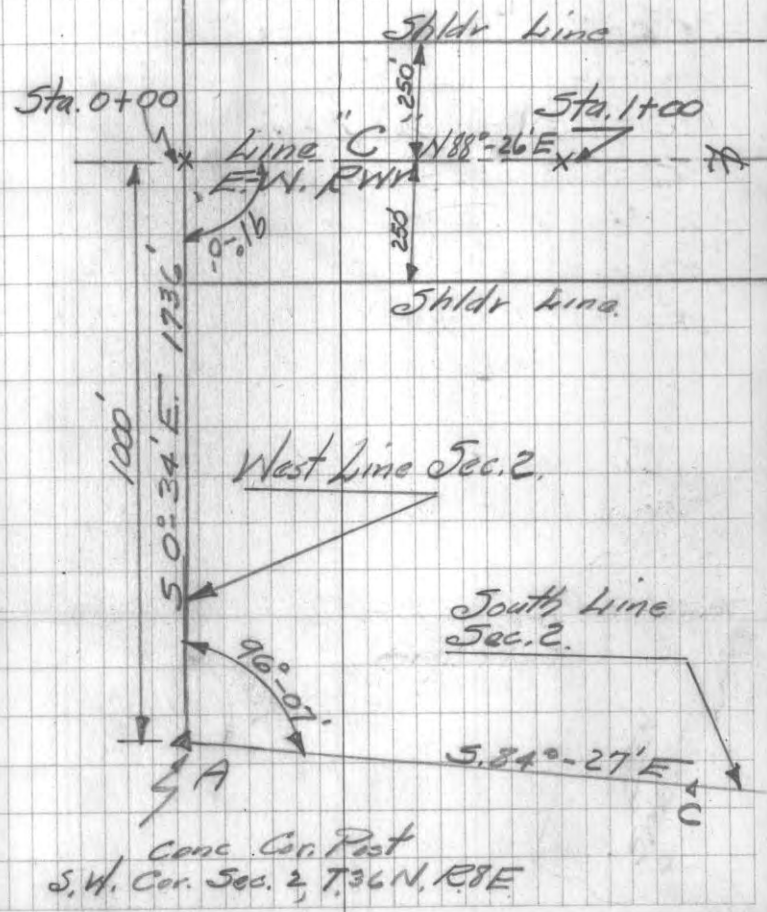 Shldr Line
250'
Sta. 0+00
Sta. 1+00
Line "C" N 88°-26' E
E.-W. RWY
91°-0'
250'
Shldr Line.
S 0°-34' E. 1736'
1000'
West Line Sec. 2.
South Line
Sec. 2.
96°-07'
S. 84°-27' E
A
C
Conc. Cor. Post
S.W. Cor. Sec. 2, T.36N. R8E